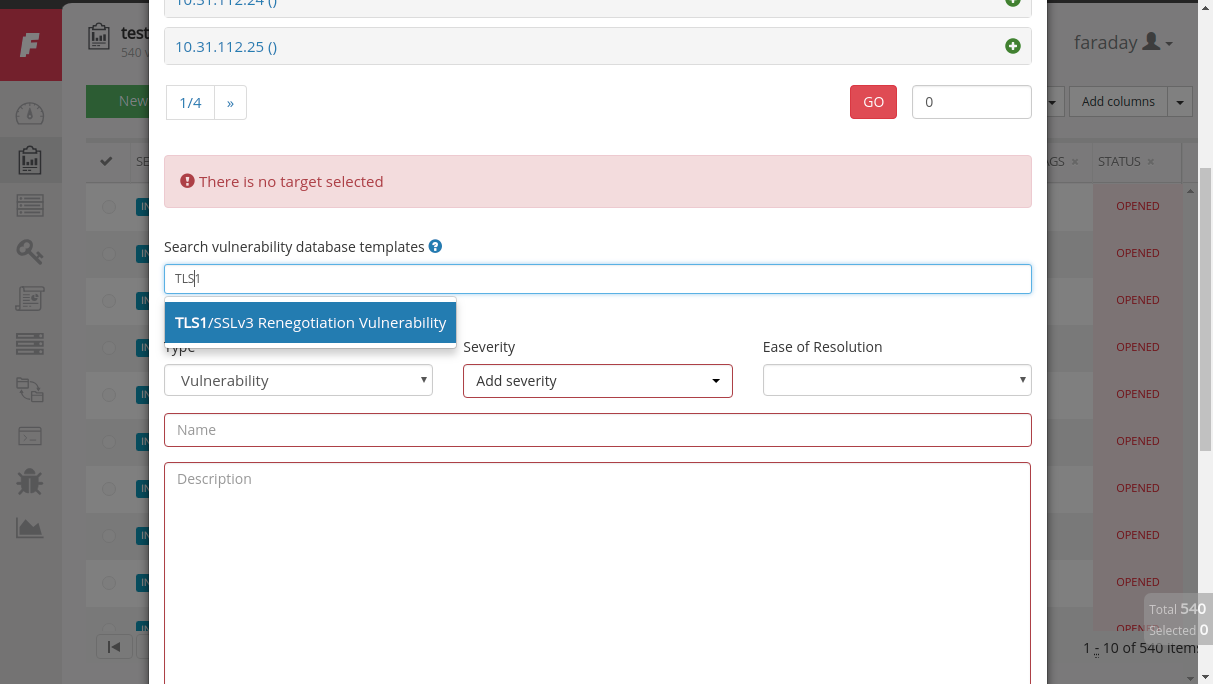 10.31.112.24 ()
test
540
faraday
10.31.112.25 ()
New
1/4 »
GO
0
Add columns
SE
AGS ×
STATUS ×
There is no target selected
OPENED
Search vulnerability database templates
OPENED
TLS1
OPENED
TLS1/SSLv3 Renegotiation Vulnerability
Type
Severity
Ease of Resolution
OPENED
Vulnerability
Add severity
OPENED
Name
OPENED
Description
OPENED
OPENED
OPENED
Total 540
OPENED
Selected 0
1 - 10 of 540 items